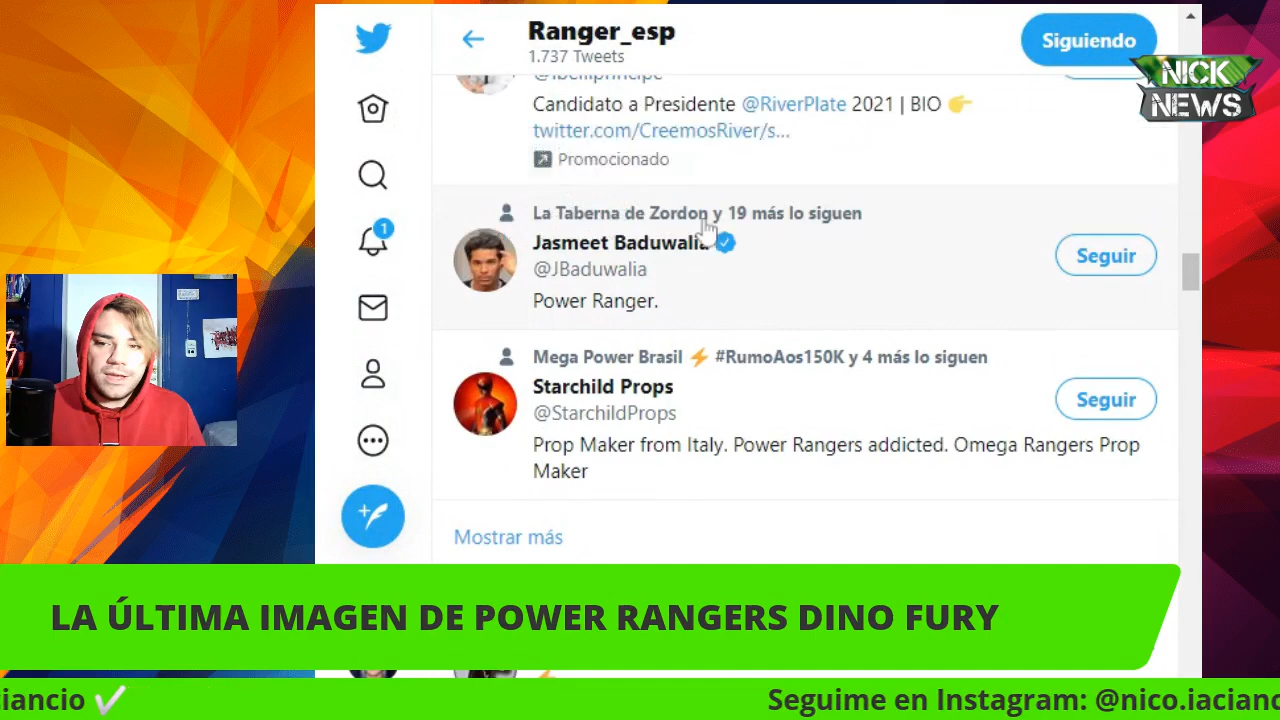 Ranger_esp
1.737 Tweets
Siguiendo
NICK
NEWS
Candidato a Presidente @RiverPlate 2021 | BIO 👉
twitter.com/CreemosRiver/s...
Promocionado
1
La Taberna de Zordon y 19 más lo siguen
Jasmeet Baduwalia
@JBaduwalia
Seguir
Power Ranger.
Mega Power Brasil ⚡ #RumoAos150K y 4 más lo siguen
Starchild Props
@StarchildProps
Seguir
Prop Maker from Italy. Power Rangers addicted. Omega Rangers Prop
Maker
Mostrar más
LA ÚLTIMA IMAGEN DE POWER RANGERS DINO FURY
ciancio ✔ Seguime en Instagram: @nico.iacianc